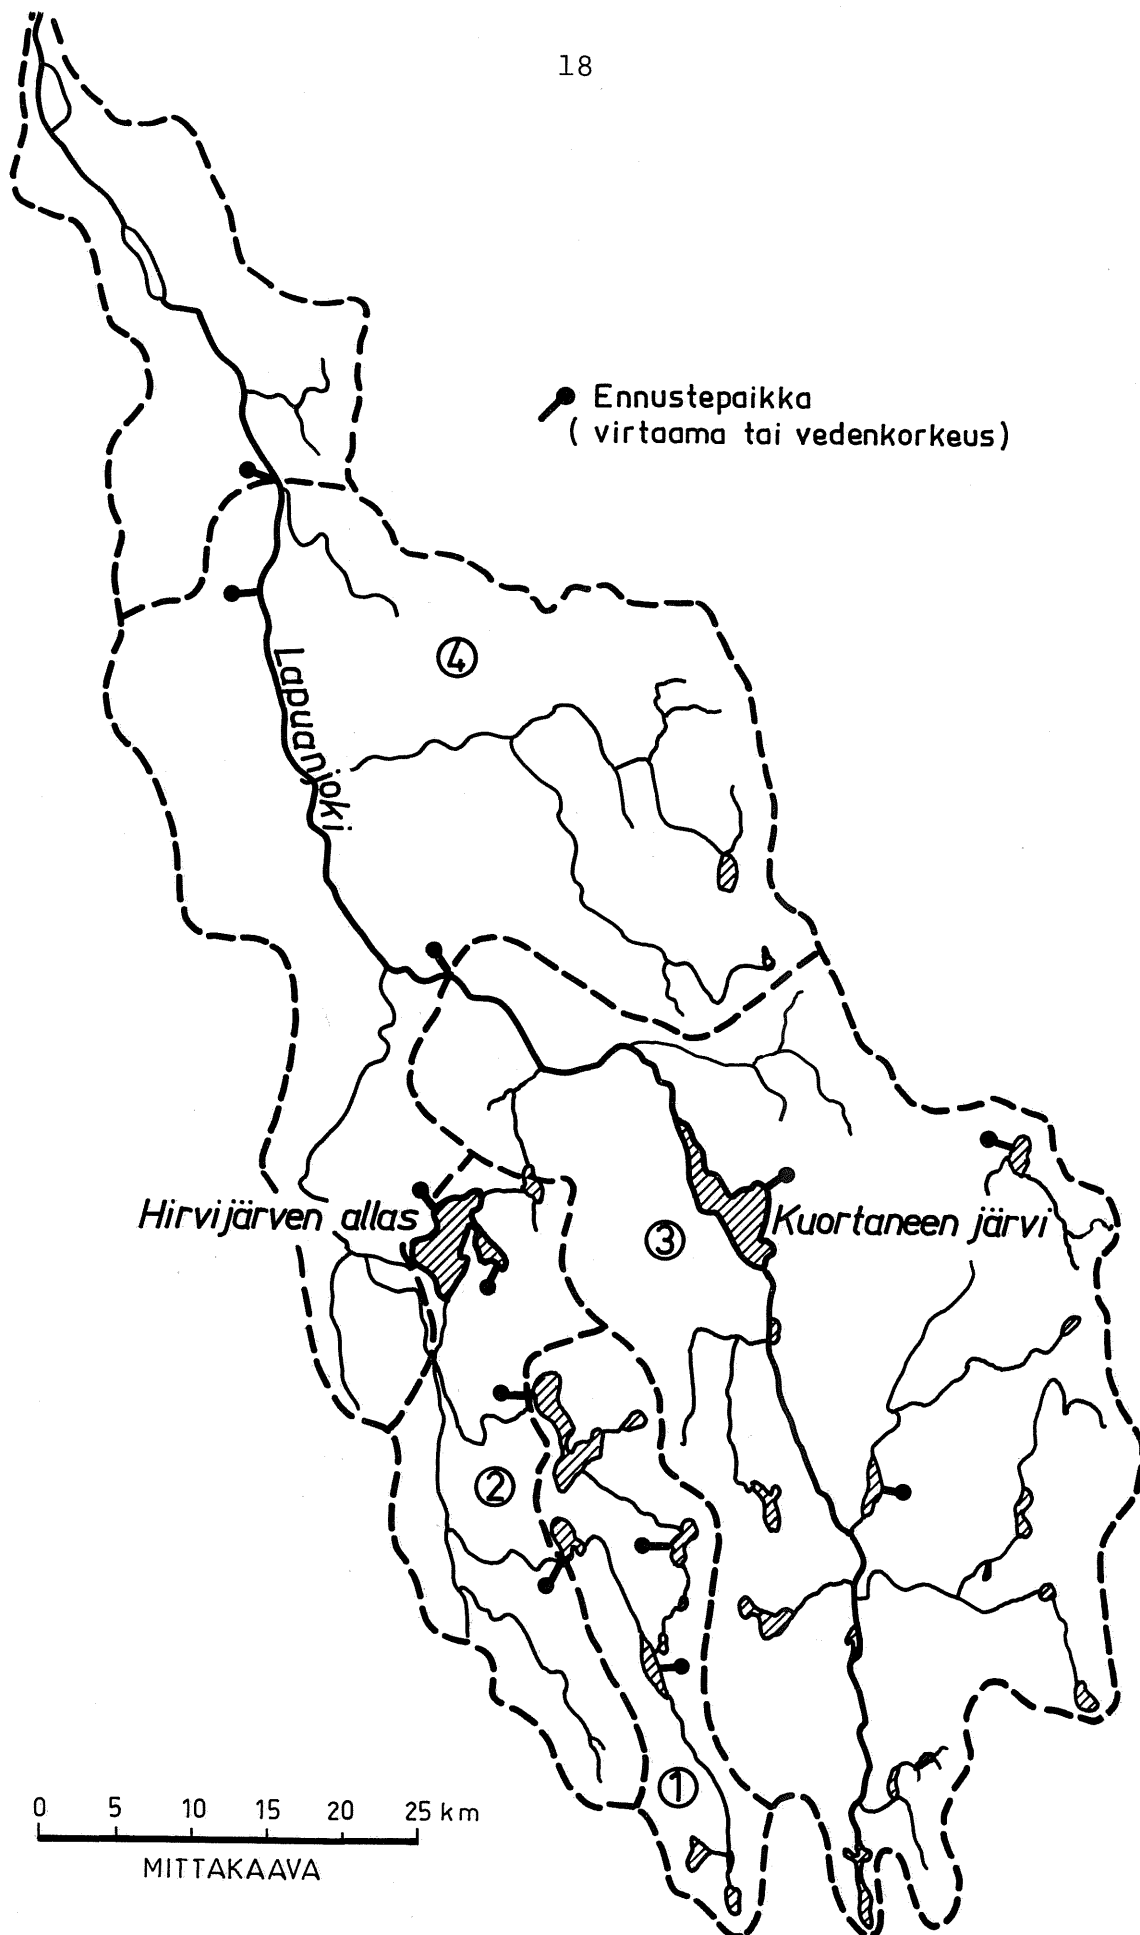 18
Ennustepaikka
( virtaama tai vedenkorkeus )
4
Lapuanjoki
Hirvijärven allas
Kuortaneen järvi
3
2
1
0 5 10 15 20 25 km
MITTAKAAVA